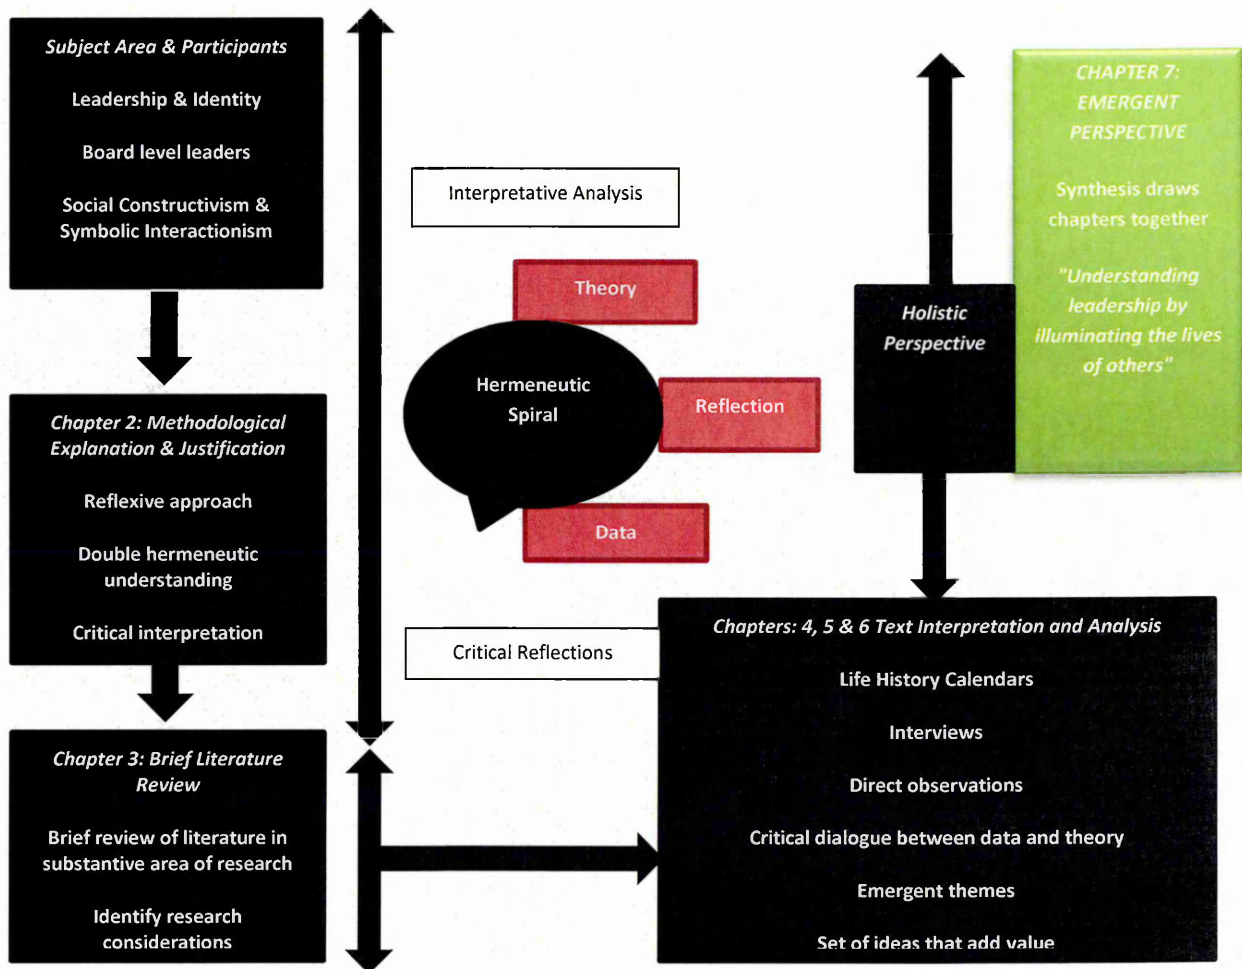 Subject Area & Participants
Leadership & Identity
Board level leaders
Social Constructivism &
Symbolic Interactionism
Chapter 2: Methodological
Explanation & Justification
Reflexive approach
Double hermeneutic
understanding
Critical interpretation
Chapter 3: Brief Literature
Review
Brief review of literature in
substantive area of research
Identify research
considerations
Interpretative Analysis
Theory
Hermeneutic
Spiral
Reflection
Data
Critical Reflections
Holistic
Perspective
CHAPTER 7:
EMERGENT
PERSPECTIVE
Synthesis draws
chapters together
"Understanding
leadership by
illuminating the lives
of others"
Chapters: 4, 5 & 6 Text Interpretation and Analysis
Life History Calendars
Interviews
Direct observations
Critical dialogue between data and theory
Emergent themes
Set of ideas that add value